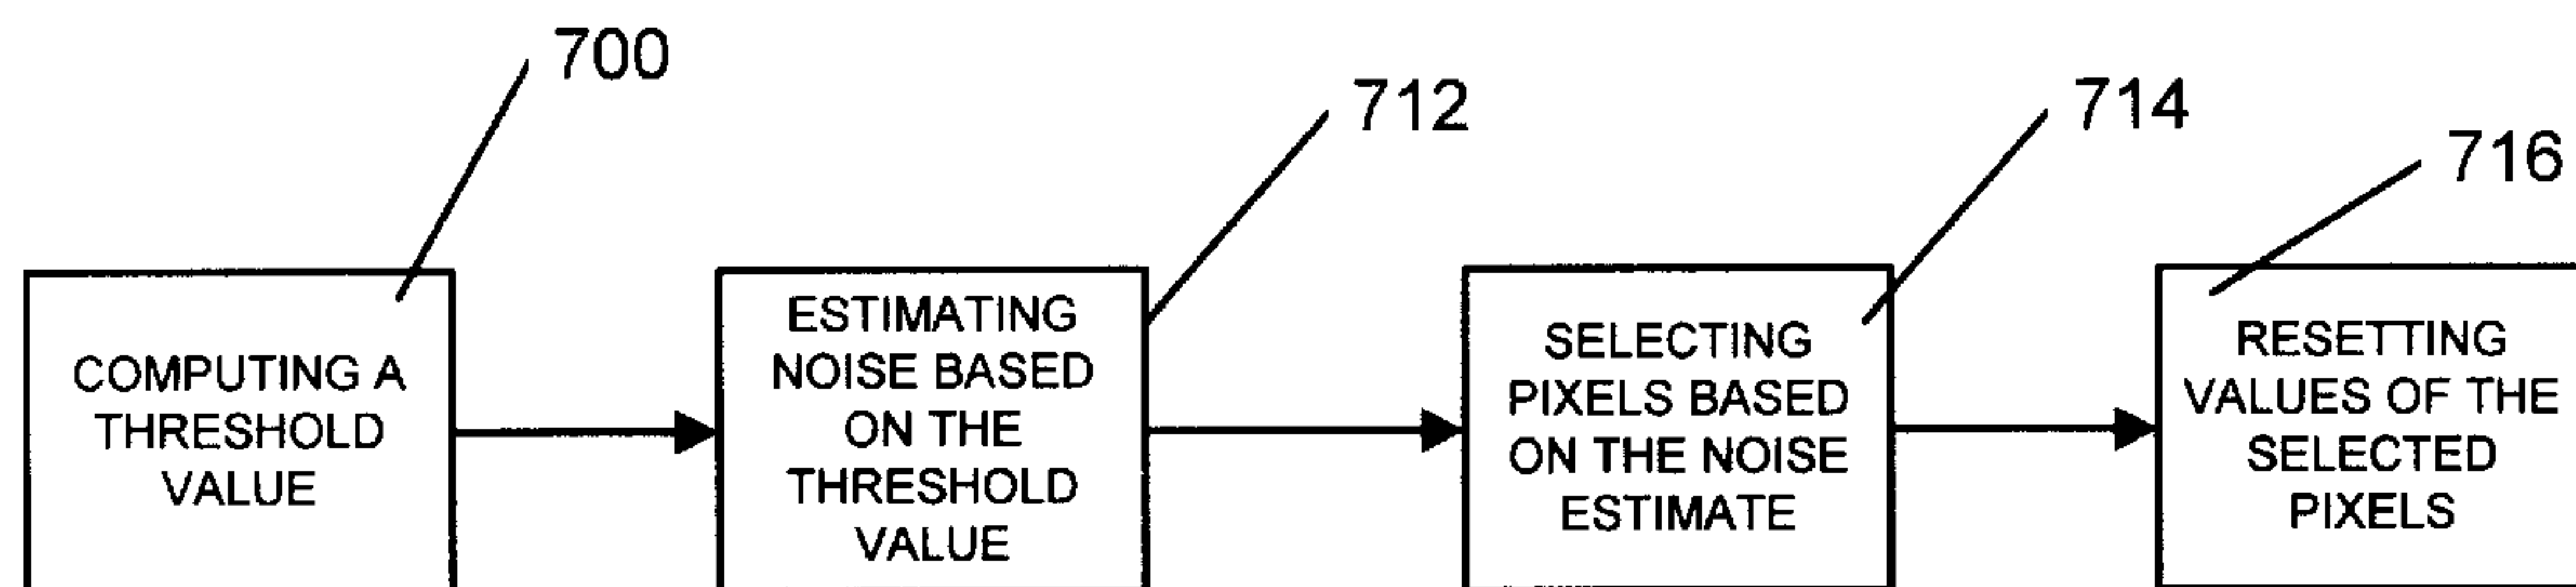 700
712
714
716
COMPUTING A
THRESHOLD
VALUE
ESTIMATING
NOISE BASED
ON THE
THRESHOLD
VALUE
SELECTING
PIXELS BASED
ON THE NOISE
ESTIMATE
RESETTING
VALUES OF THE
SELECTED
PIXELS